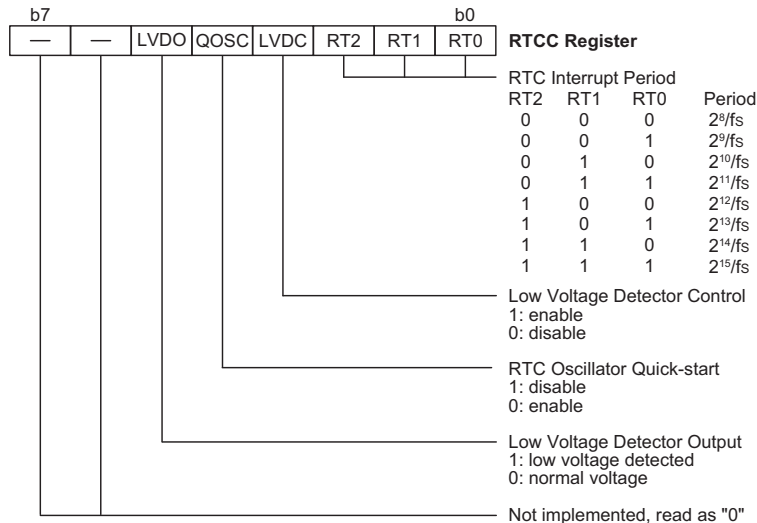 b7 b0
— — LVDO QOSC LVDC RT2 RT1 RT0 RTCC Register
RTC Interrupt Period
RT2 RT1 RT0 Period
0 0 0 2⁸/fs
0 0 1 2⁹/fs
0 1 0 2¹⁰/fs
0 1 1 2¹¹/fs
1 0 0 2¹²/fs
1 0 1 2¹³/fs
1 1 0 2¹⁴/fs
1 1 1 2¹⁵/fs
Low Voltage Detector Control
1: enable
0: disable
RTC Oscillator Quick-start
1: disable
0: enable
Low Voltage Detector Output
1: low voltage detected
0: normal voltage
Not implemented, read as "0"